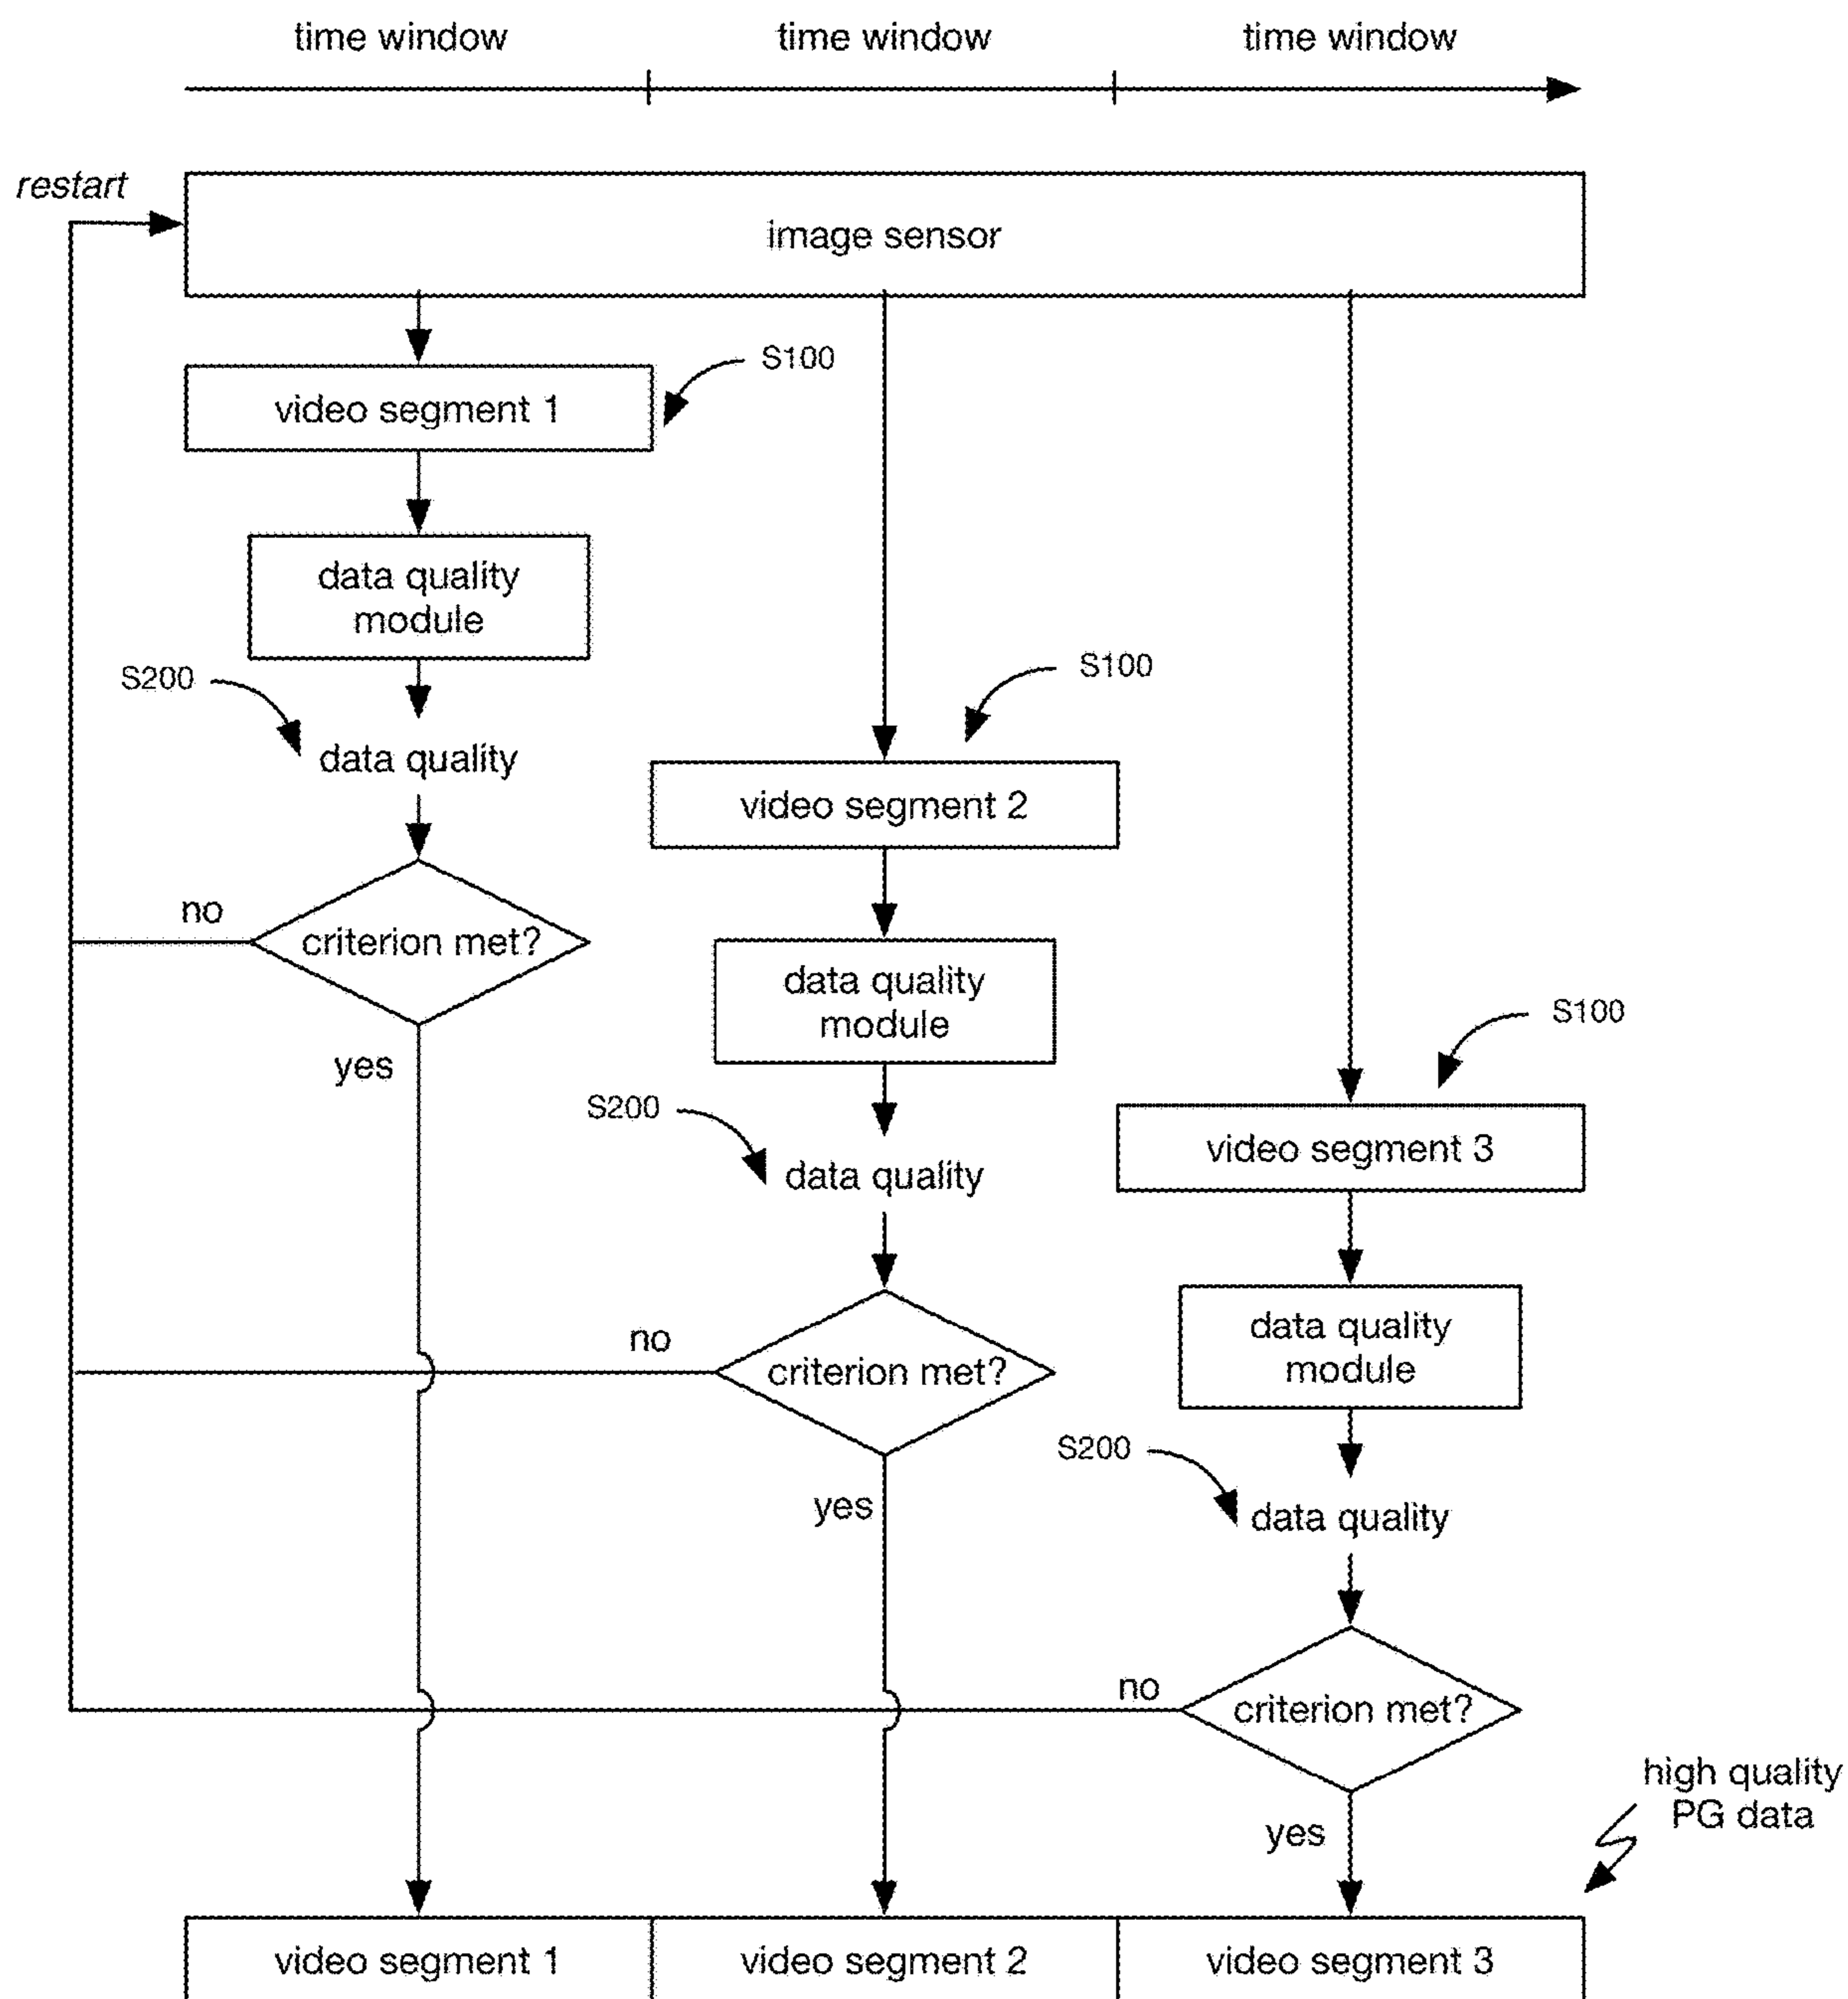 time window time window time window
restart
image sensor
S100
video segment 1
data quality
module
S200
S100
data quality
video segment 2
no
criterion met?
data quality
module
S100
yes
S200
video segment 3
data quality
no
criterion met?
data quality
module
S200
yes
data quality
no
criterion met?
high quality
PG data
yes
video segment 1 video segment 2 video segment 3